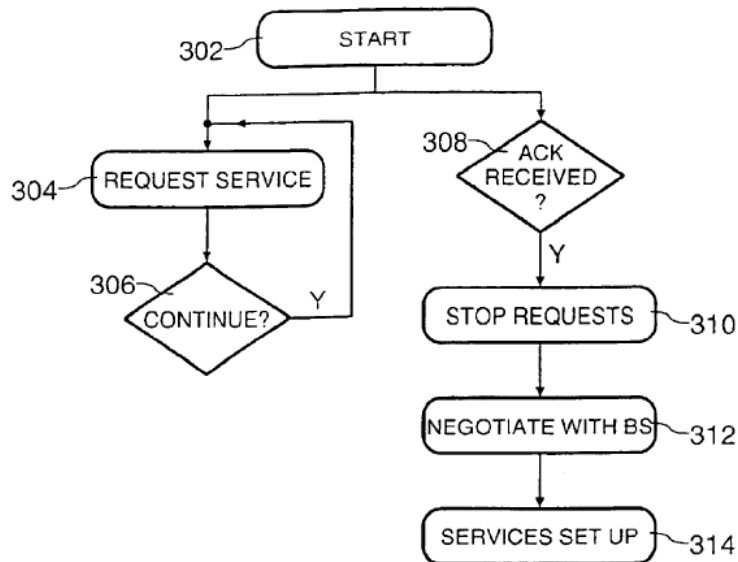 302
START
304
REQUEST SERVICE
306
CONTINUE?
Y
308
ACK
RECEIVED
?
Y
STOP REQUESTS
310
NEGOTIATE WITH BS
312
SERVICES SET UP
314